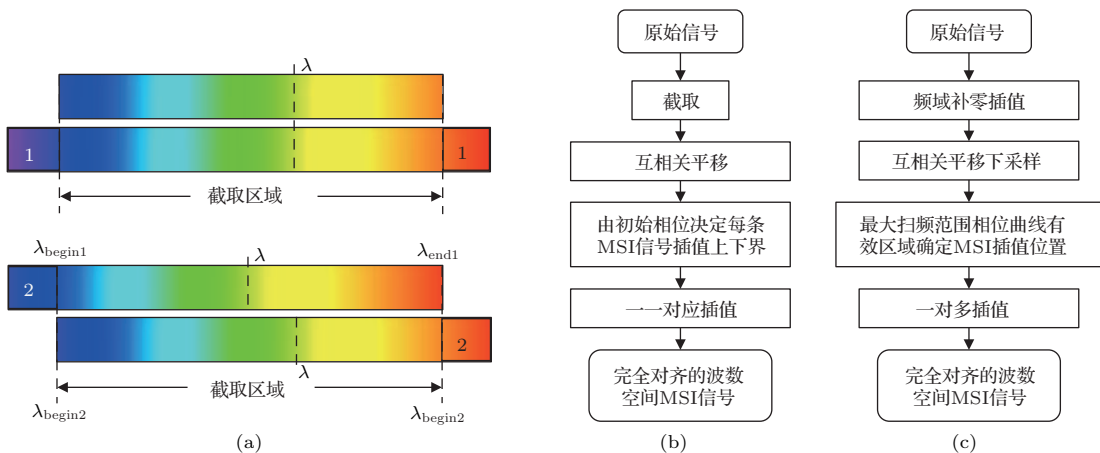 λ
1
1
截取区域
λbegin1
λend1
λ
2
2
λ
截取区域
λbegin2
λbegin2
(a)
原始信号
截取
互相关平移
由初始相位决定每条
MSI信号插值上下界
一一对应插值
完全对齐的波数
空间MSI信号
(b)
原始信号
频域补零插值
互相关平移下采样
最大扫频范围相位曲线有
效区域确定MSI插值位置
一对多插值
完全对齐的波数
空间MSI信号
(c)